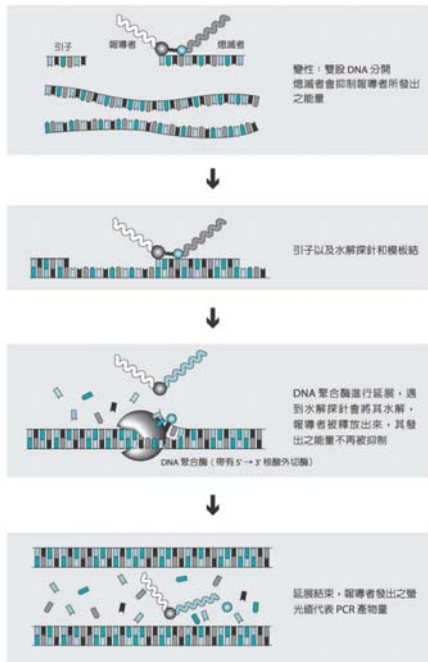 引子
報導者
熄滅者
變性：雙股 DNA 分開
熄滅者會抑制報導者所發出
之能量
引子以及水解探針和模板結
DNA 聚合酶進行延展，遇
到水解探針會將其水解，
報導者被釋放出來，其發
出之能量不再被抑制
DNA 聚合酶（帶有 5' → 3' 核酸外切酶）
延展結束，報導者發出之螢
光值代表 PCR 產物量